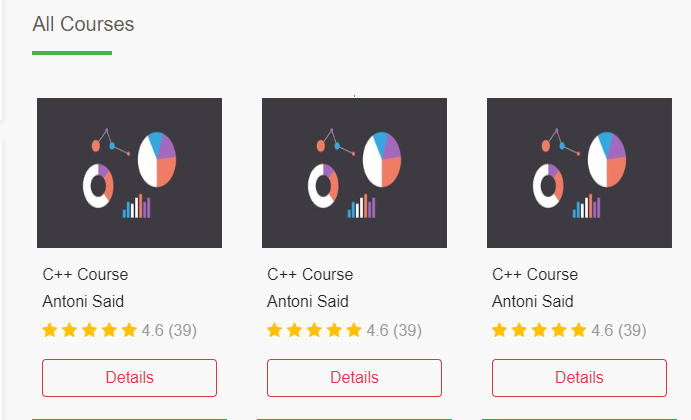 All Courses
C++ Course
Antoni Said
4.6 (39)
Details
C++ Course
Antoni Said
4.6 (39)
Details
C++ Course
Antoni Said
4.6 (39)
Details